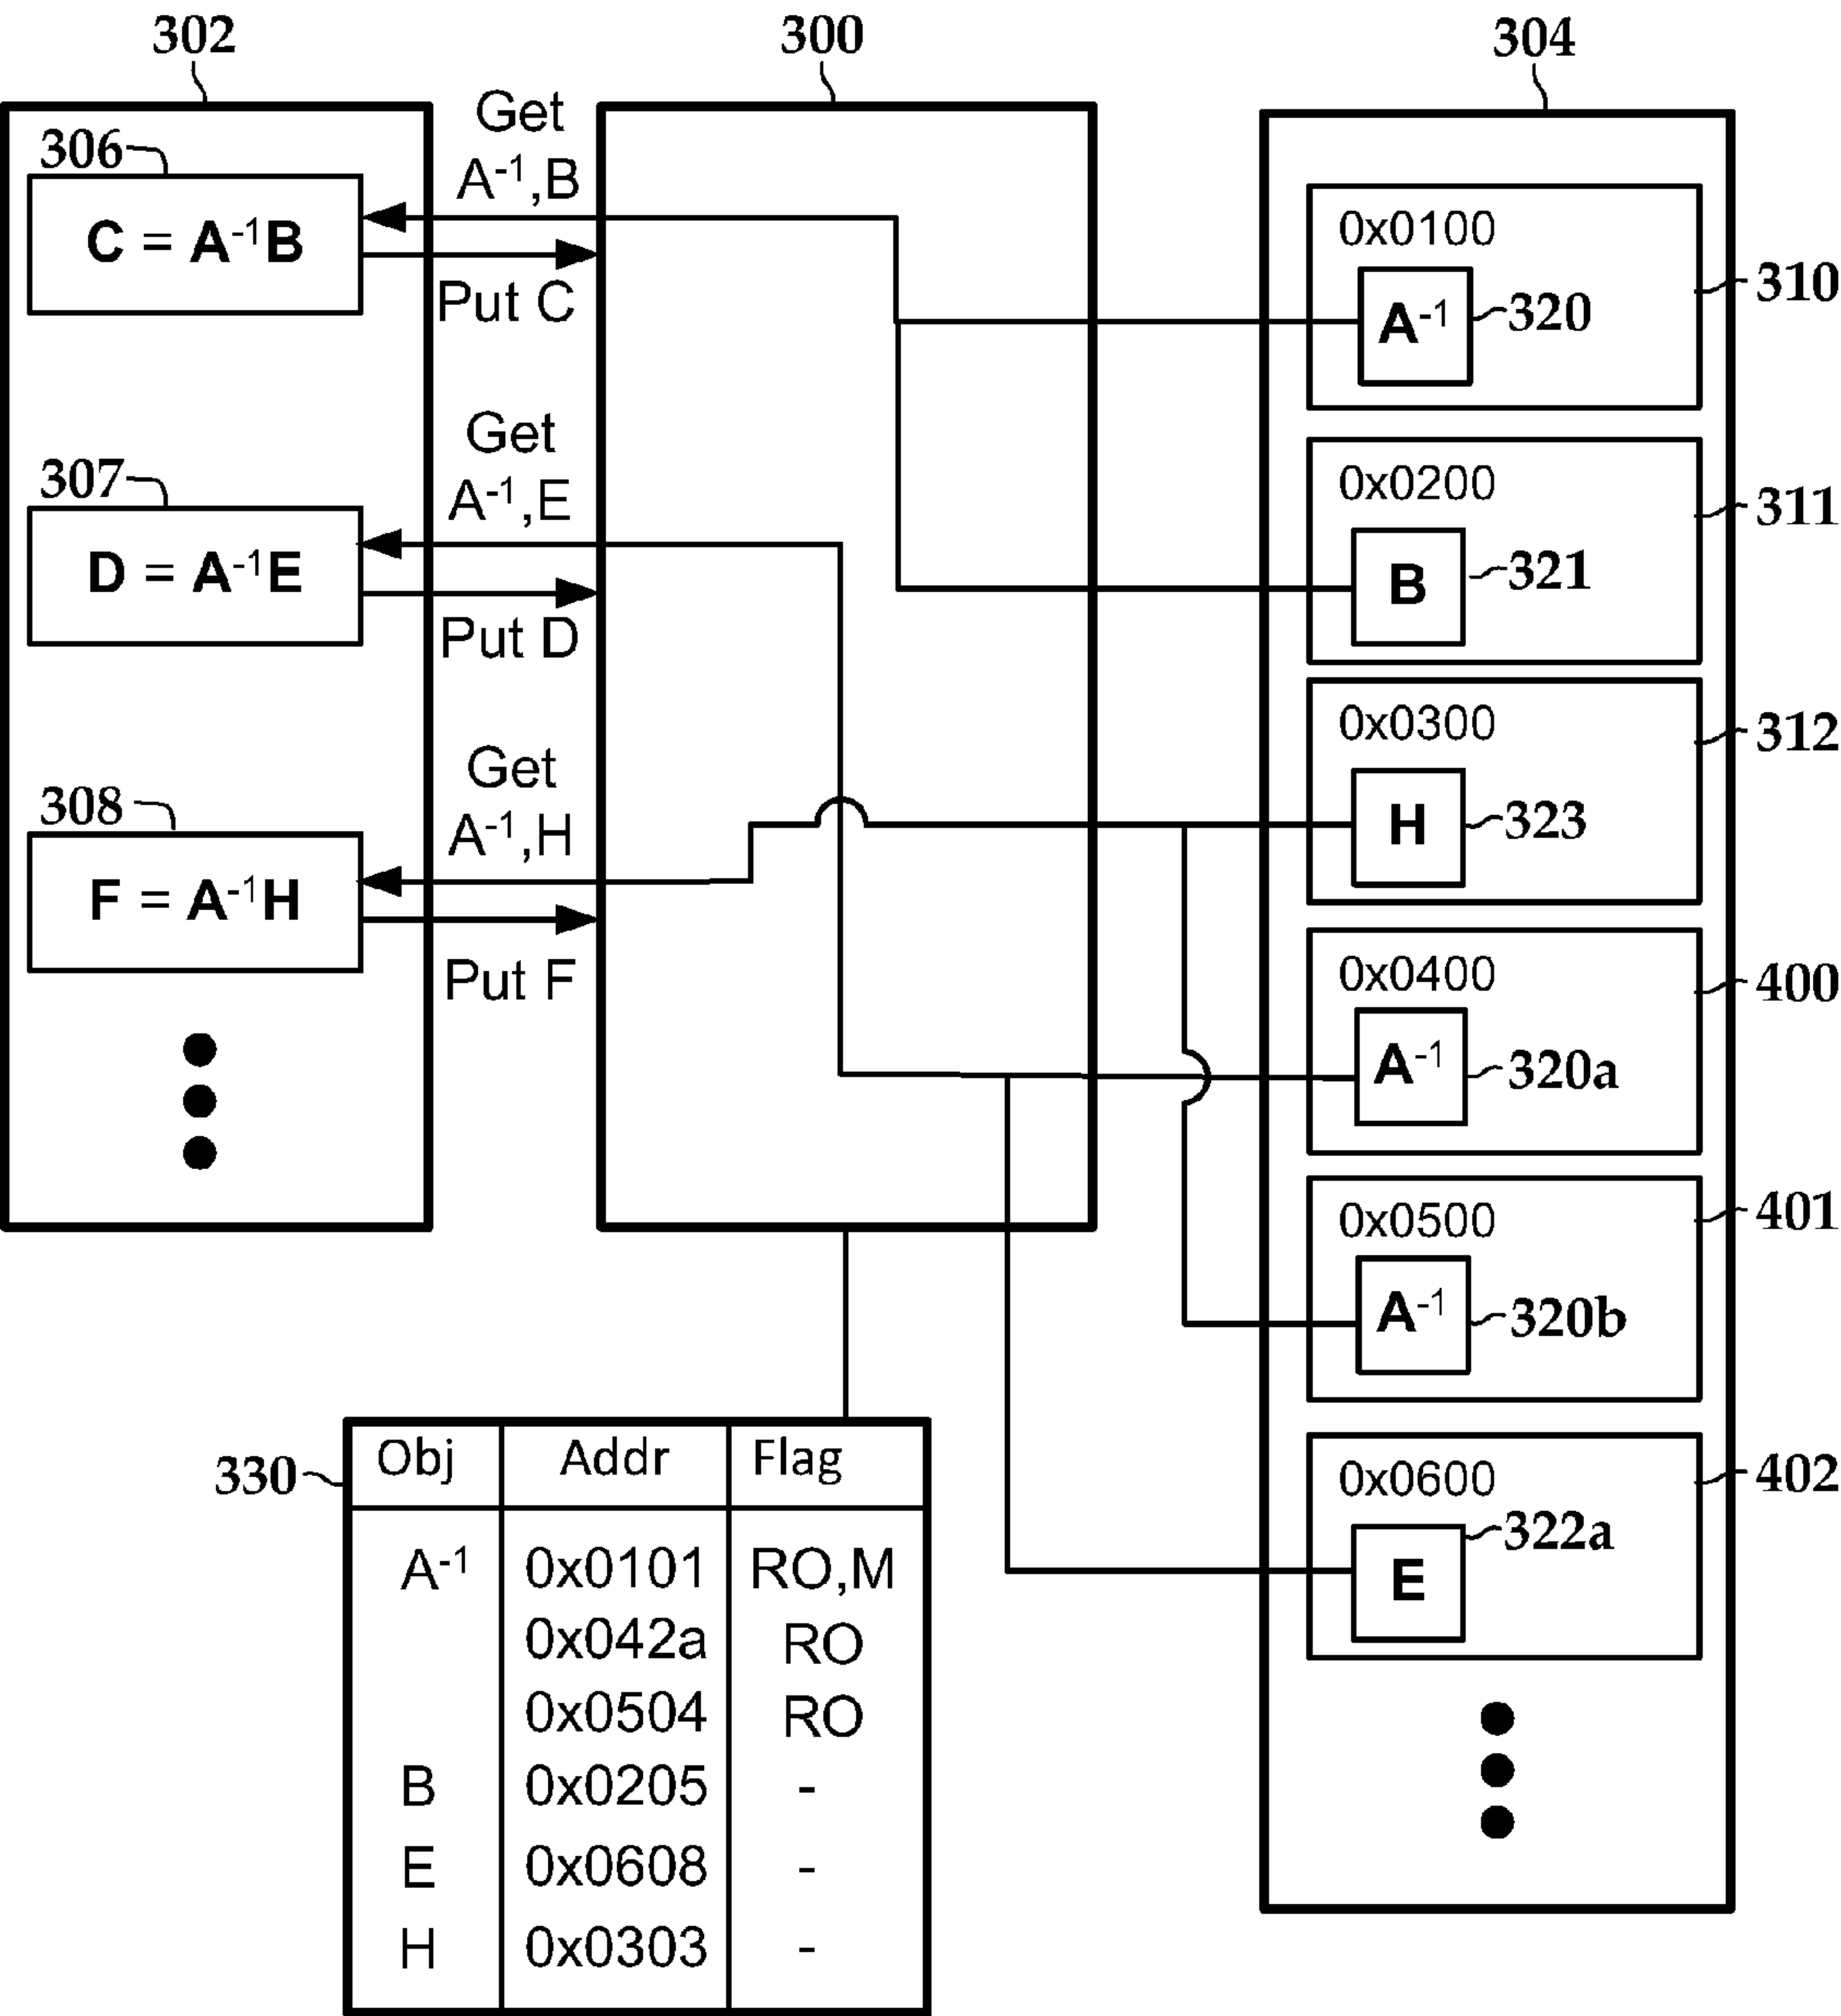 302
300
304
306
C = A⁻¹B
Get
A⁻¹,B
Put C
307
D = A⁻¹E
Get
A⁻¹,E
Put D
308
F = A⁻¹H
Get
A⁻¹,H
Put F
0x0100
A⁻¹
320
310
0x0200
B
321
311
0x0300
H
323
312
0x0400
A⁻¹
320a
400
0x0500
A⁻¹
320b
401
0x0600
E
322a
402
330
Obj Addr Flag
A⁻¹ 0x0101 RO,M
0x042a RO
0x0504 RO
B 0x0205 -
E 0x0608 -
H 0x0303 -